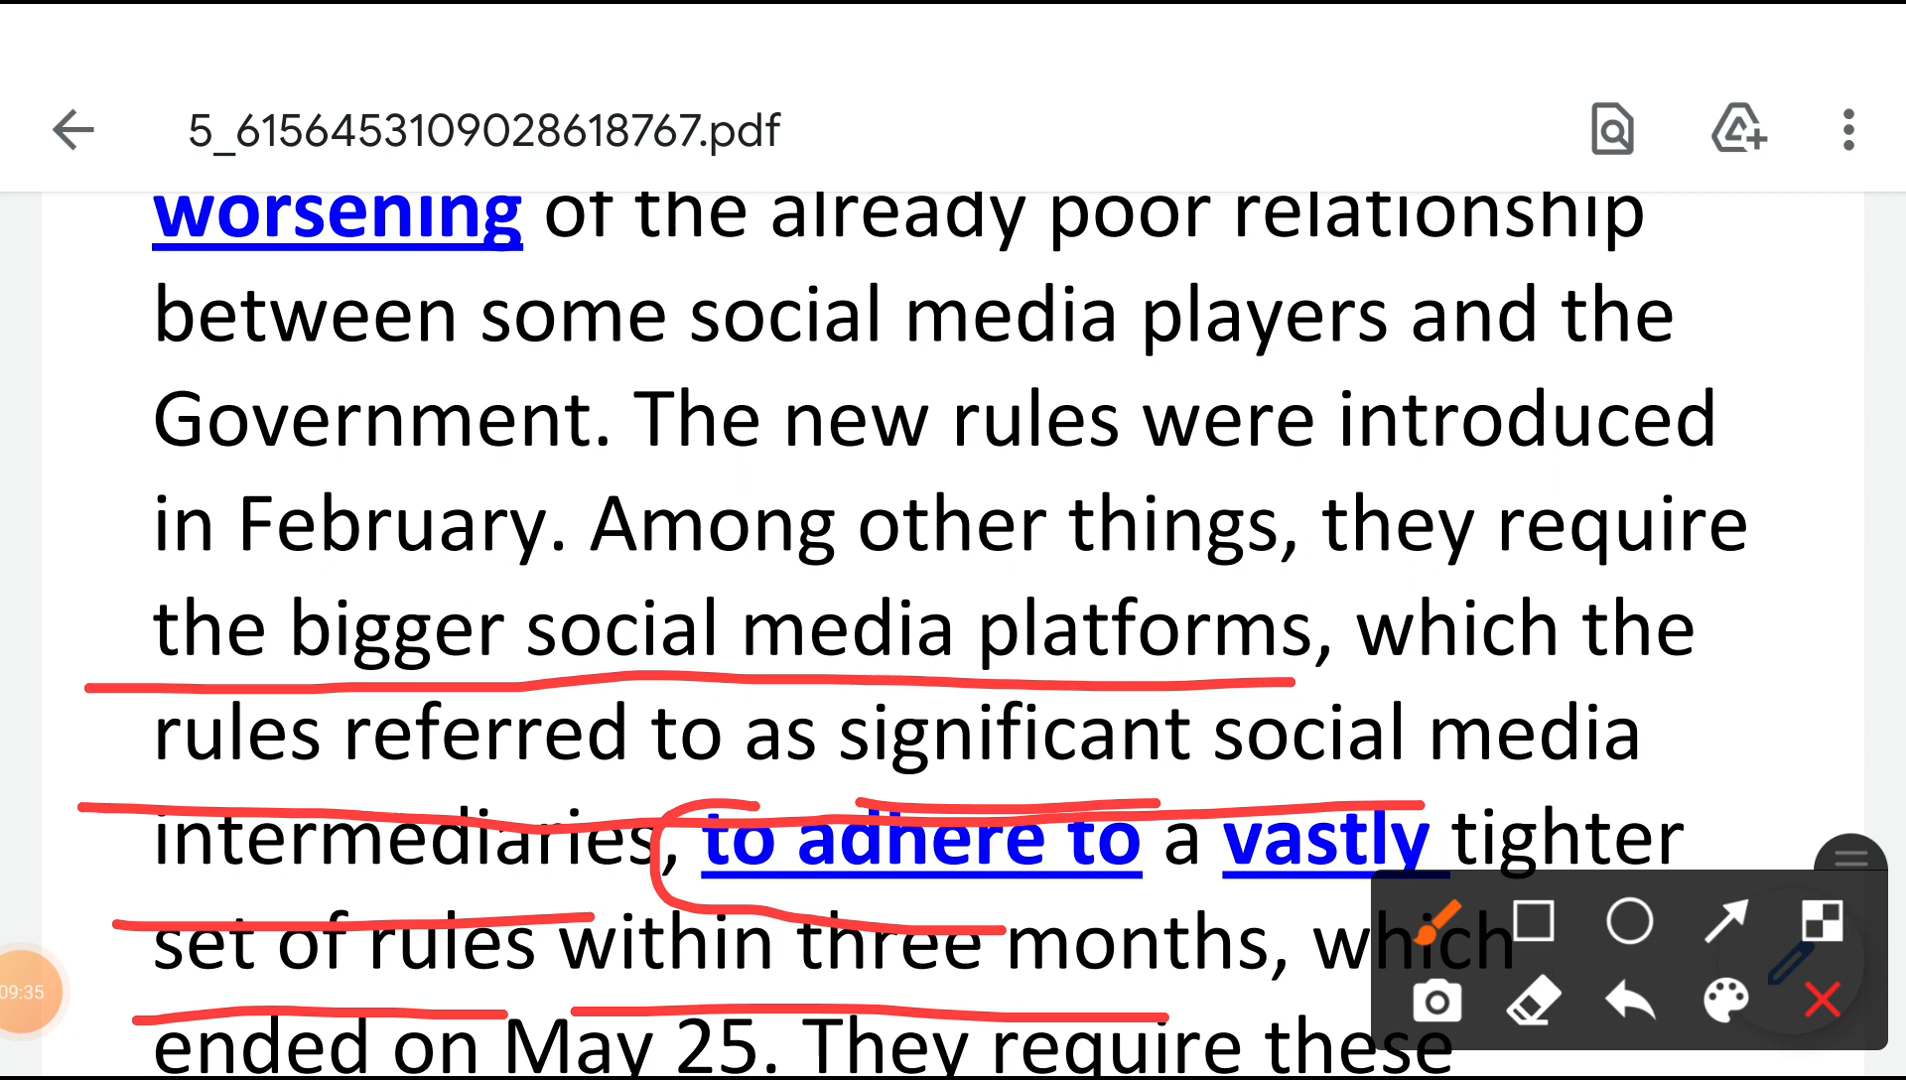 5_6156453109028618767.pdf
worsening of the already poor relationship
between some social media players and the
Government. The new rules were introduced
in February. Among other things, they require
the bigger social media platforms, which the
rules referred to as significant social media
intermediaries, to adhere to a vastly tighter
set of rules within three months, which
ended on May 25. They require these
09:35